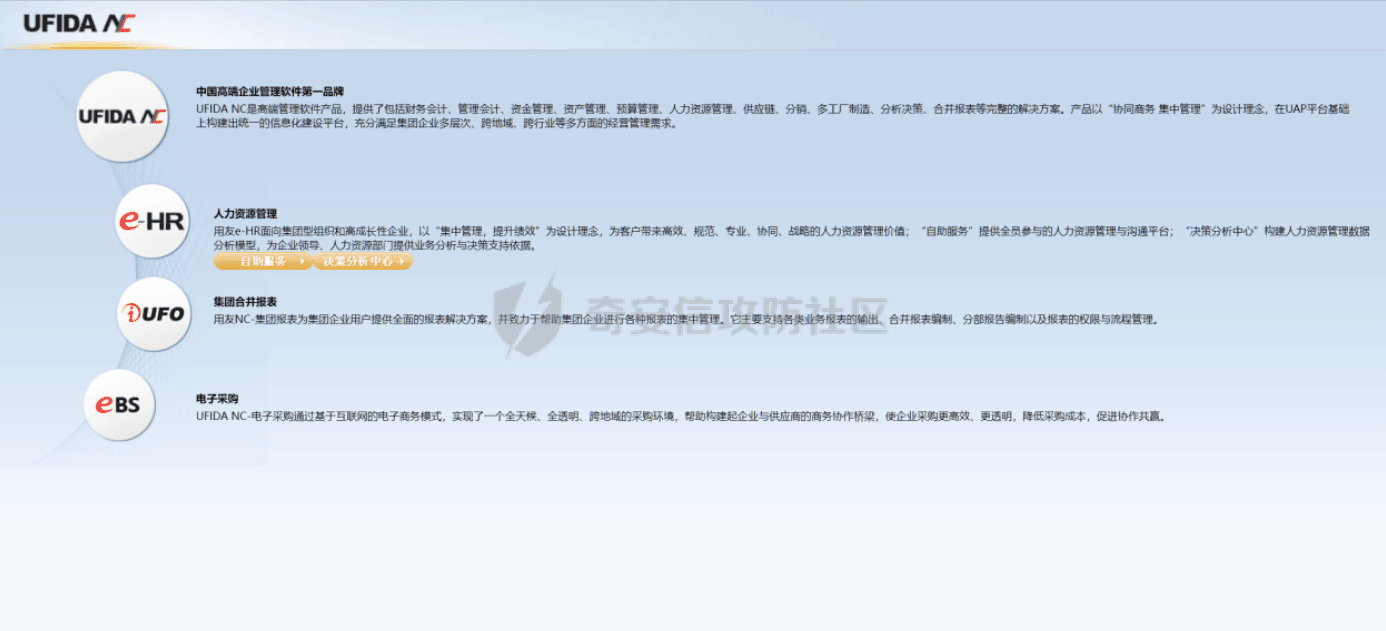 UFIDA NC
UFIDA NC
中国高端企业管理软件第一品牌
UFIDA NC是高端管理软件产品，提供了包括财务会计、管理会计、资金管理、资产管理、预算管理、人力资源管理、供应链、分销、多工厂制造、分析决策、合并报表等完整的解决方案。产品以“协同商务 集中管理”为设计理念，在UAP平台基础
上构建出统一的信息化建设平台，充分满足集团企业多层次、跨地域、跨行业等多方面的经营管理需求。
e-HR
人力资源管理
用友e-HR面向集团型组织和高成长性企业，以“集中管理，提升绩效”为设计理念，为客户带来高效、规范、专业、协同、战略的人力资源管理价值；“自助服务”提供全员参与的人力资源管理与沟通平台；“决策分析中心”构建人力资源管理数据
分析模型，为企业领导、人力资源部门提供业务分析与决策支持依据。
自助服务 决策分析中心
iUFO
集团合并报表
用友NC-集团报表为集团企业用户提供全面的报表解决方案，并致力于帮助集团企业进行各种报表的集中管理。它主要支持各类业务报表的输出、合并报表编制、分部报告编制以及报表的权限与流程管理。
奇安信攻防社区
eBS
电子采购
UFIDA NC-电子采购通过基于互联网的电子商务模式，实现了一个全天候、全透明、跨地域的采购环境，帮助构建起企业与供应商的商务协作桥梁，使企业采购更高效、更透明，降低采购成本，促进协作共赢。